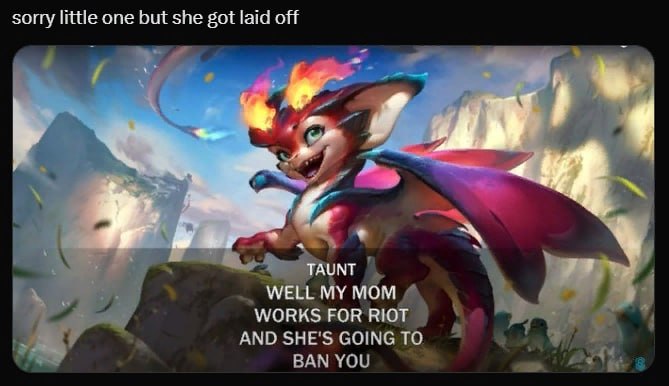 sorry little one but she got laid off
TAUNT
WELL MY MOM
WORKS FOR RIOT
AND SHE'S GOING TO
BAN YOU